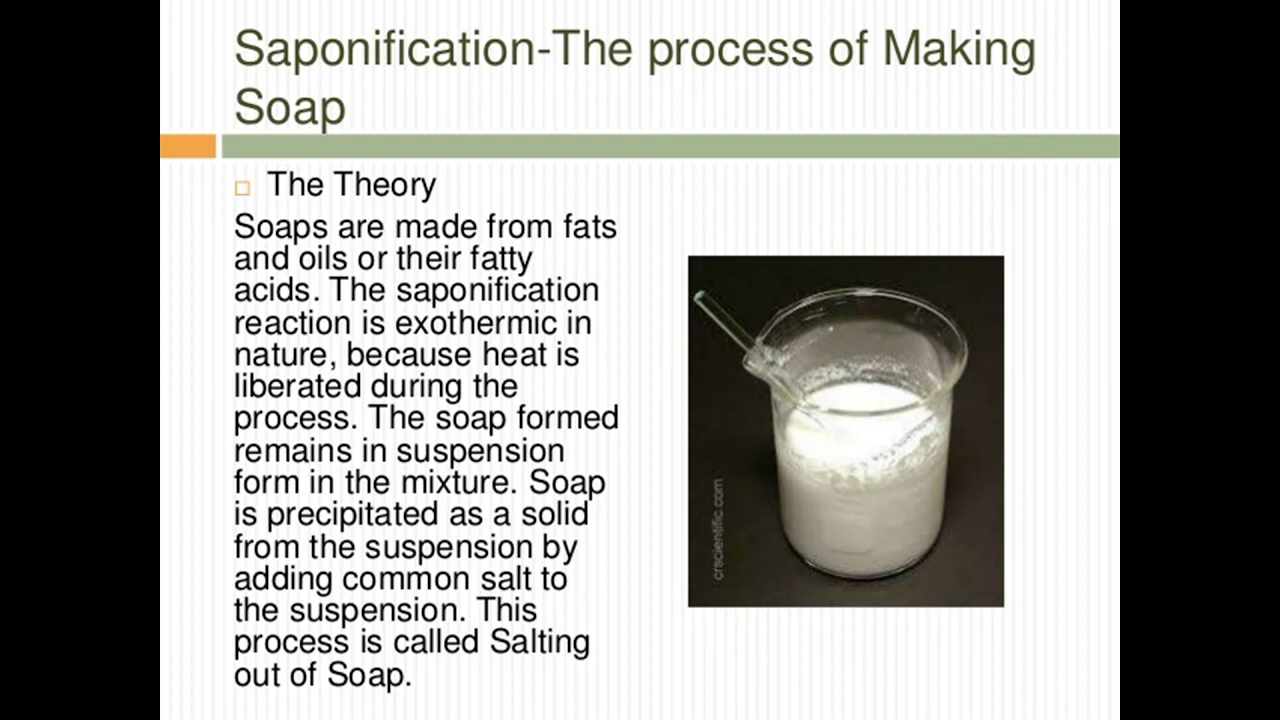 Saponification-The process of Making
Soap
The Theory
Soaps are made from fats
and oils or their fatty
acids. The saponification
reaction is exothermic in
nature, because heat is
liberated during the
process. The soap formed
remains in suspension
form in the mixture. Soap
is precipitated as a solid
from the suspension by
adding common salt to
the suspension. This
process is called Salting
out of Soap.
crscientific.com